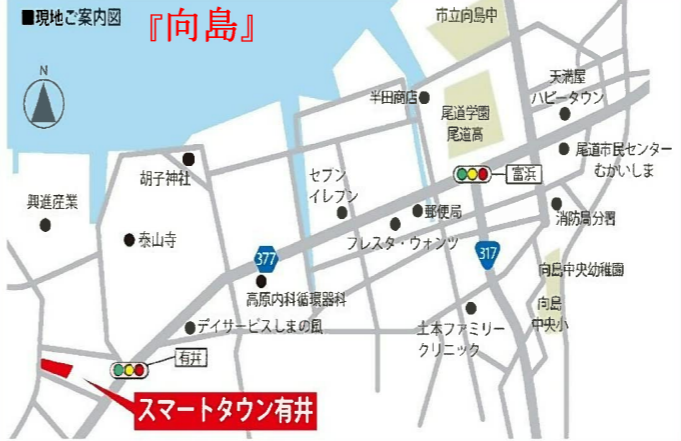 ■現地ご案内図
『向島』
市立向島中
N
天満屋
ハピータウン
半田商店
尾道学園
尾道高
尾道市民センター
むかいしま
胡子神社
セブン
イレブン
富浜
興進産業
郵便局
消防局分署
泰山寺
フレスタ・ウォンツ
377
317
向島中央幼稚園
高原内科循環器科
向島
中央小
デイサービスしまの風
土本ファミリー
クリニック
有井
スマートタウン有井